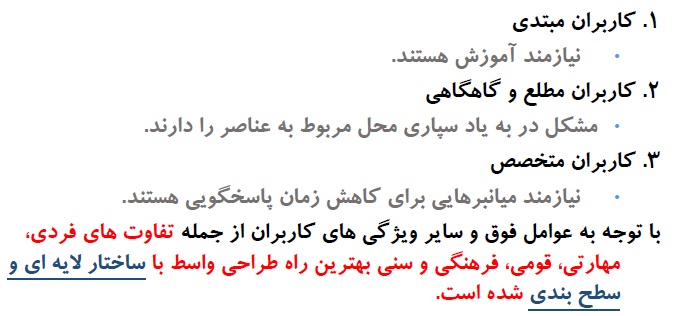 ۱. کاربران مبتدی
• نیازمند آموزش هستند.
۲. کاربران مطلع و گاهگاهی
• مشکل در به یاد سپاری محل مربوط به عناصر را دارند.
۳. کاربران متخصص
• نیازمند میانبرهایی برای کاهش زمان پاسخگویی هستند.
با توجه به عوامل فوق و سایر ویژگی های کاربران از جمله تفاوت های فردی،
مهارتی، قومی، فرهنگی و سنی بهترین راه طراحی واسط با ساختار لایه ای و
سطح بندی شده است.